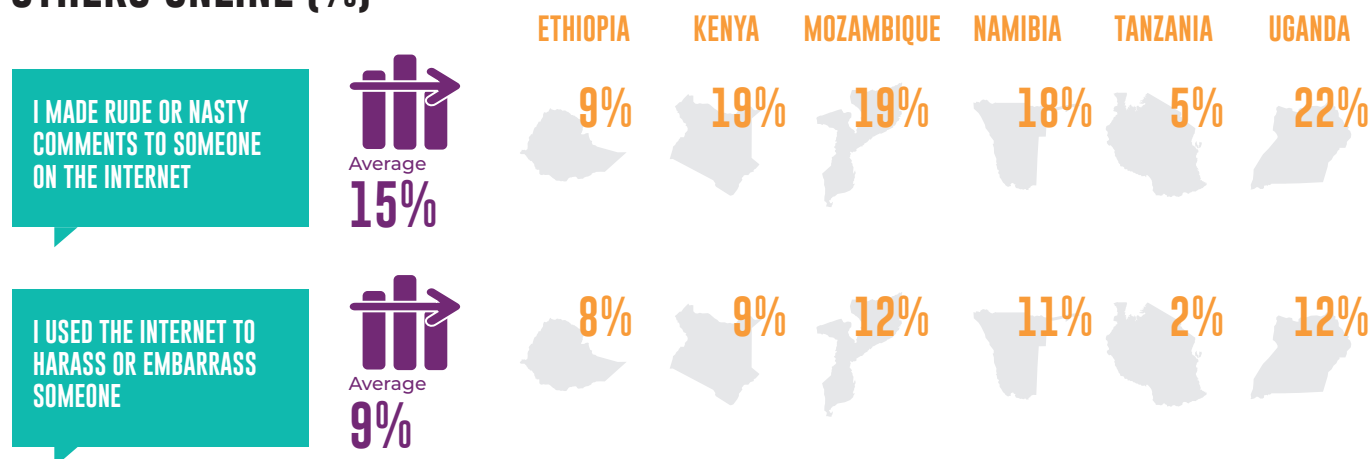 OTHERS ONLINE (%)
ETHIOPIA KENYA MOZAMBIQUE NAMIBIA TANZANIA UGANDA
I MADE RUDE OR NASTY
COMMENTS TO SOMEONE
ON THE INTERNET
Average
15%
9% 19% 19% 18% 5% 22%
I USED THE INTERNET TO
HARASS OR EMBARRASS
SOMEONE
Average
9%
8% 9% 12% 11% 2% 12%